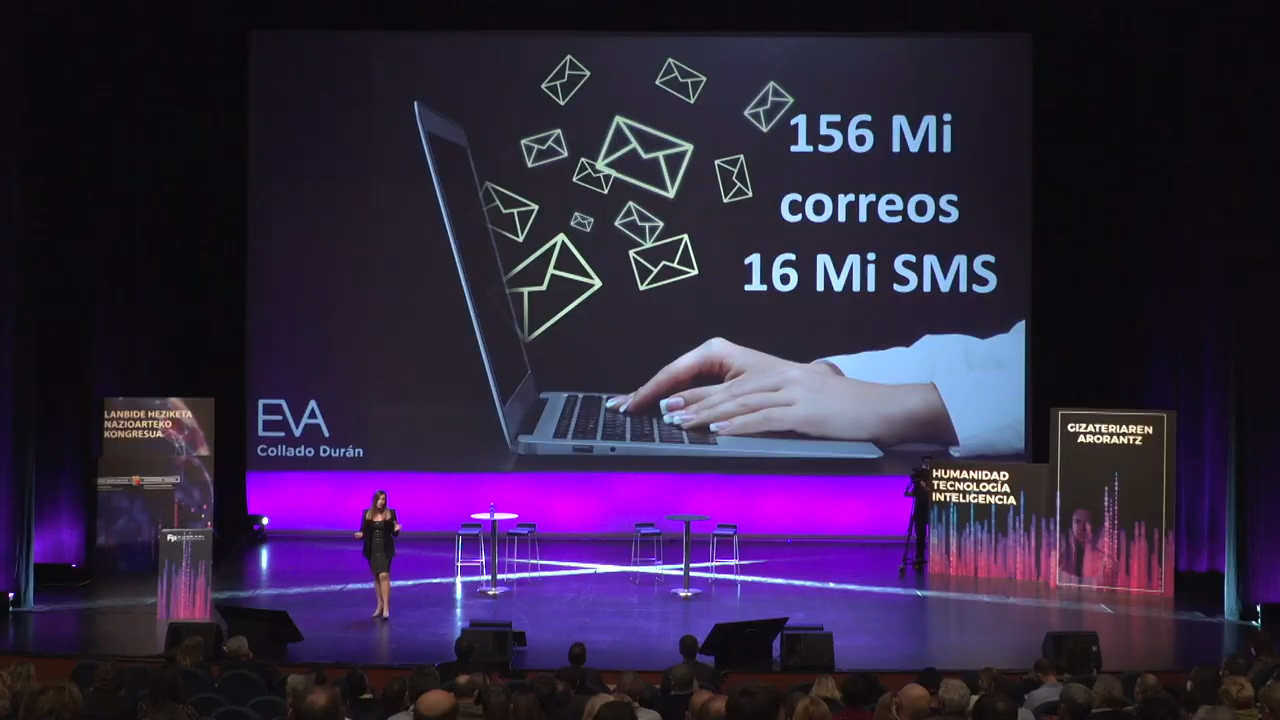 156 Mi
correos
16 Mi SMS
EVA
Collado Durán
LANBIDE HEZIKETA
NAZIOARTEKO
KONGRESUA
GIZATERIAREN
ARORANTZ
HUMANIDAD
TECNOLOGÍA
INTELIGENCIA